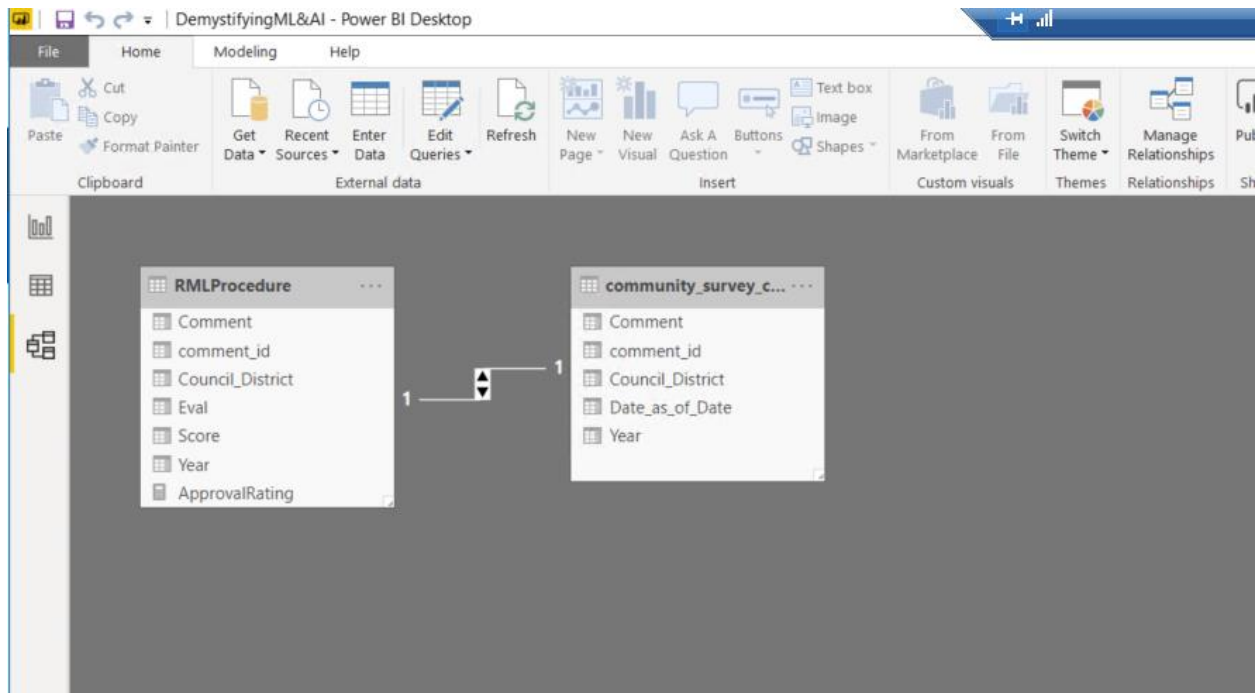 DemystifyingML&AI - Power BI Desktop
File Home Modeling Help
Paste
Cut
Copy
Format Painter
Clipboard
Get Data
Recent Sources
Enter Data
Edit Queries
Refresh
External data
New Page
New Visual
Ask A Question
Buttons
Text box
Image
Shapes
Insert
From Marketplace
From File
Custom visuals
Switch Theme
Themes
Manage Relationships
Relationships
Pul
Sh
RMLProcedure ...
Comment
comment_id
Council_District
Eval
Score
Year
ApprovalRating
1
1
community_survey_c... ...
Comment
comment_id
Council_District
Date_as_of_Date
Year